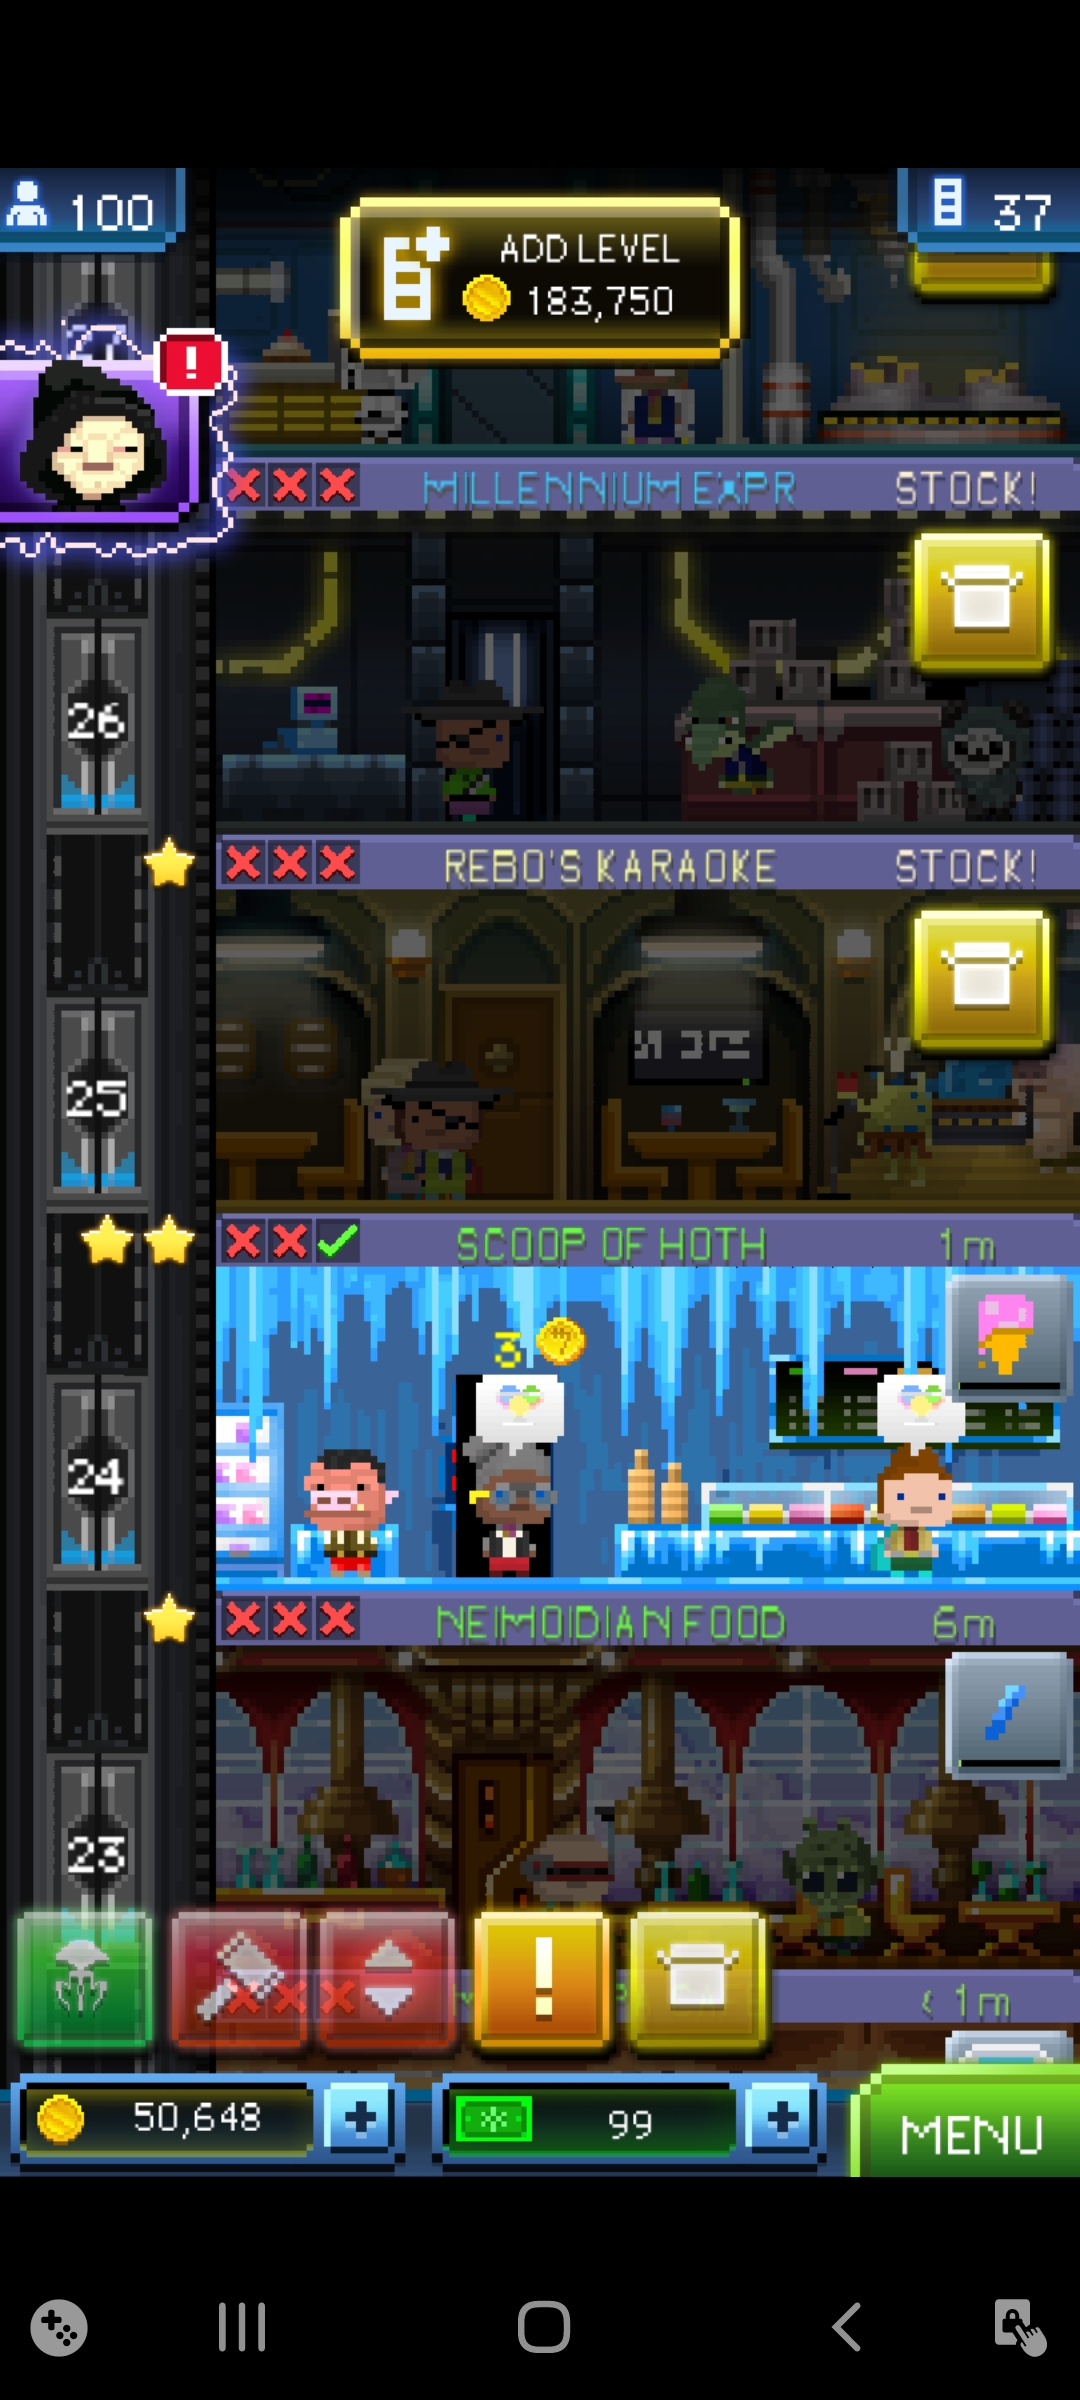 100
ADD LEVEL
183,750
37
!
MILLENNIUM EXPR STOCK!
26
REBO'S KARAOKE STOCK!
25
SCOOP OF HOTH 1m
3
24
NEIMOIDIAN FOOD 6m
23
!
< 1m
50,648
99
MENU